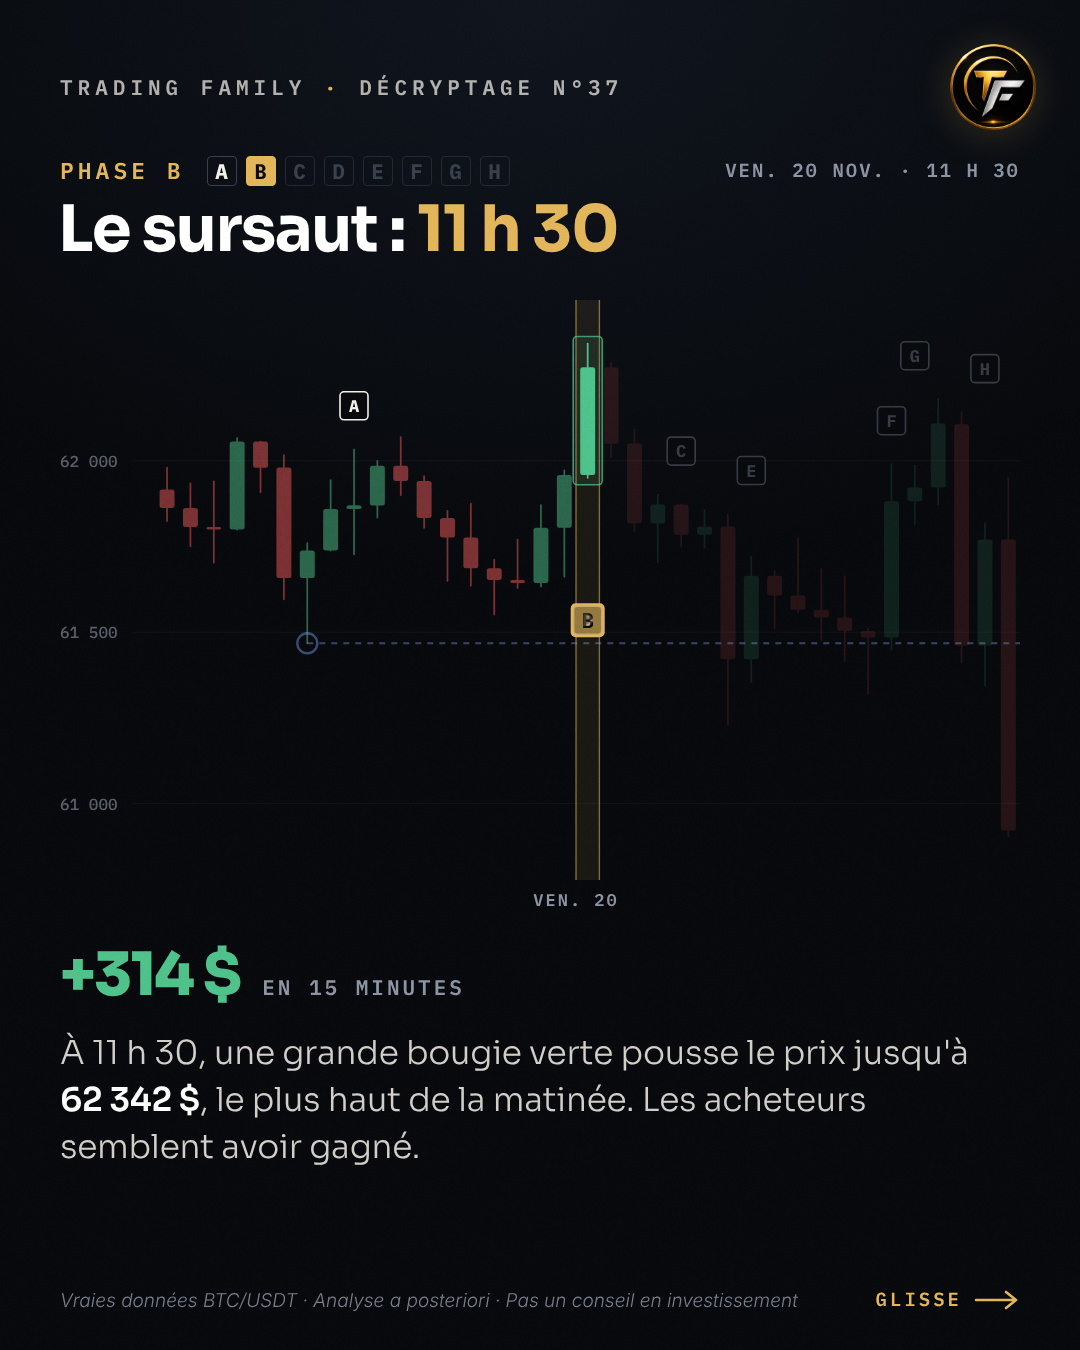 TRADING FAMILY · DÉCRYPTAGE N°37
TF
PHASE B A B C D E F G H
VEN. 20 NOV. · 11 H 30
Le sursaut : 11 h 30
G
H
A
F
C
E
62 000
61 500
B
61 000
VEN. 20
+314 $ EN 15 MINUTES
À 11 h 30, une grande bougie verte pousse le prix jusqu'à
62 342 $, le plus haut de la matinée. Les acheteurs
semblent avoir gagné.
Vraies données BTC/USDT · Analyse a posteriori · Pas un conseil en investissement
GLISSE →